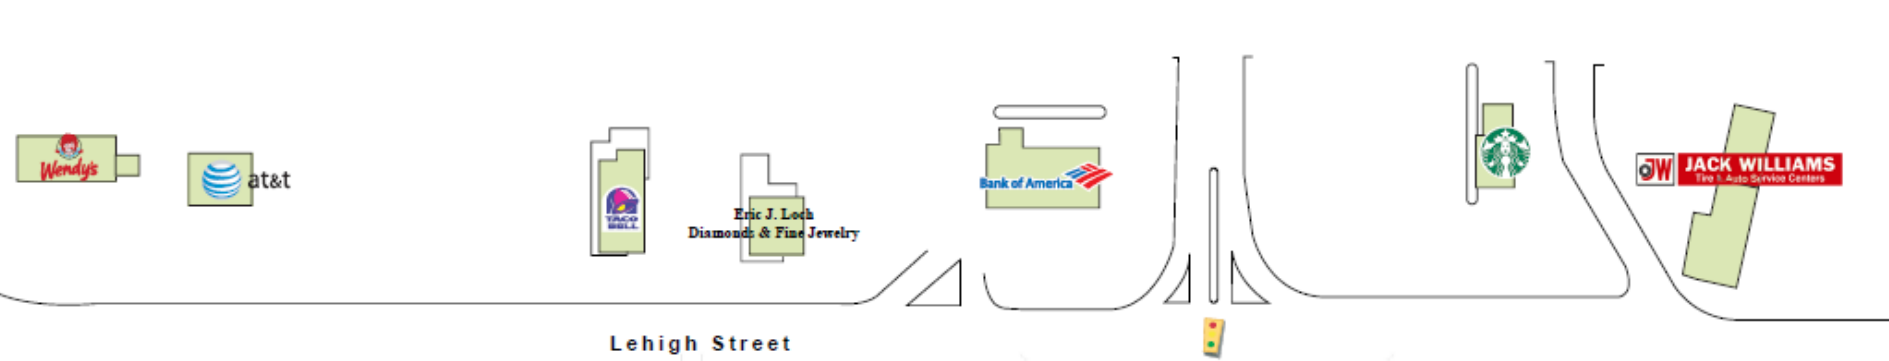 Wendy's
at&t
TACO
BELL
Eric J. Loch
Diamonds & Fine Jewelry
Bank of America
JW JACK WILLIAMS
Tire & Auto Service Centers
Lehigh Street